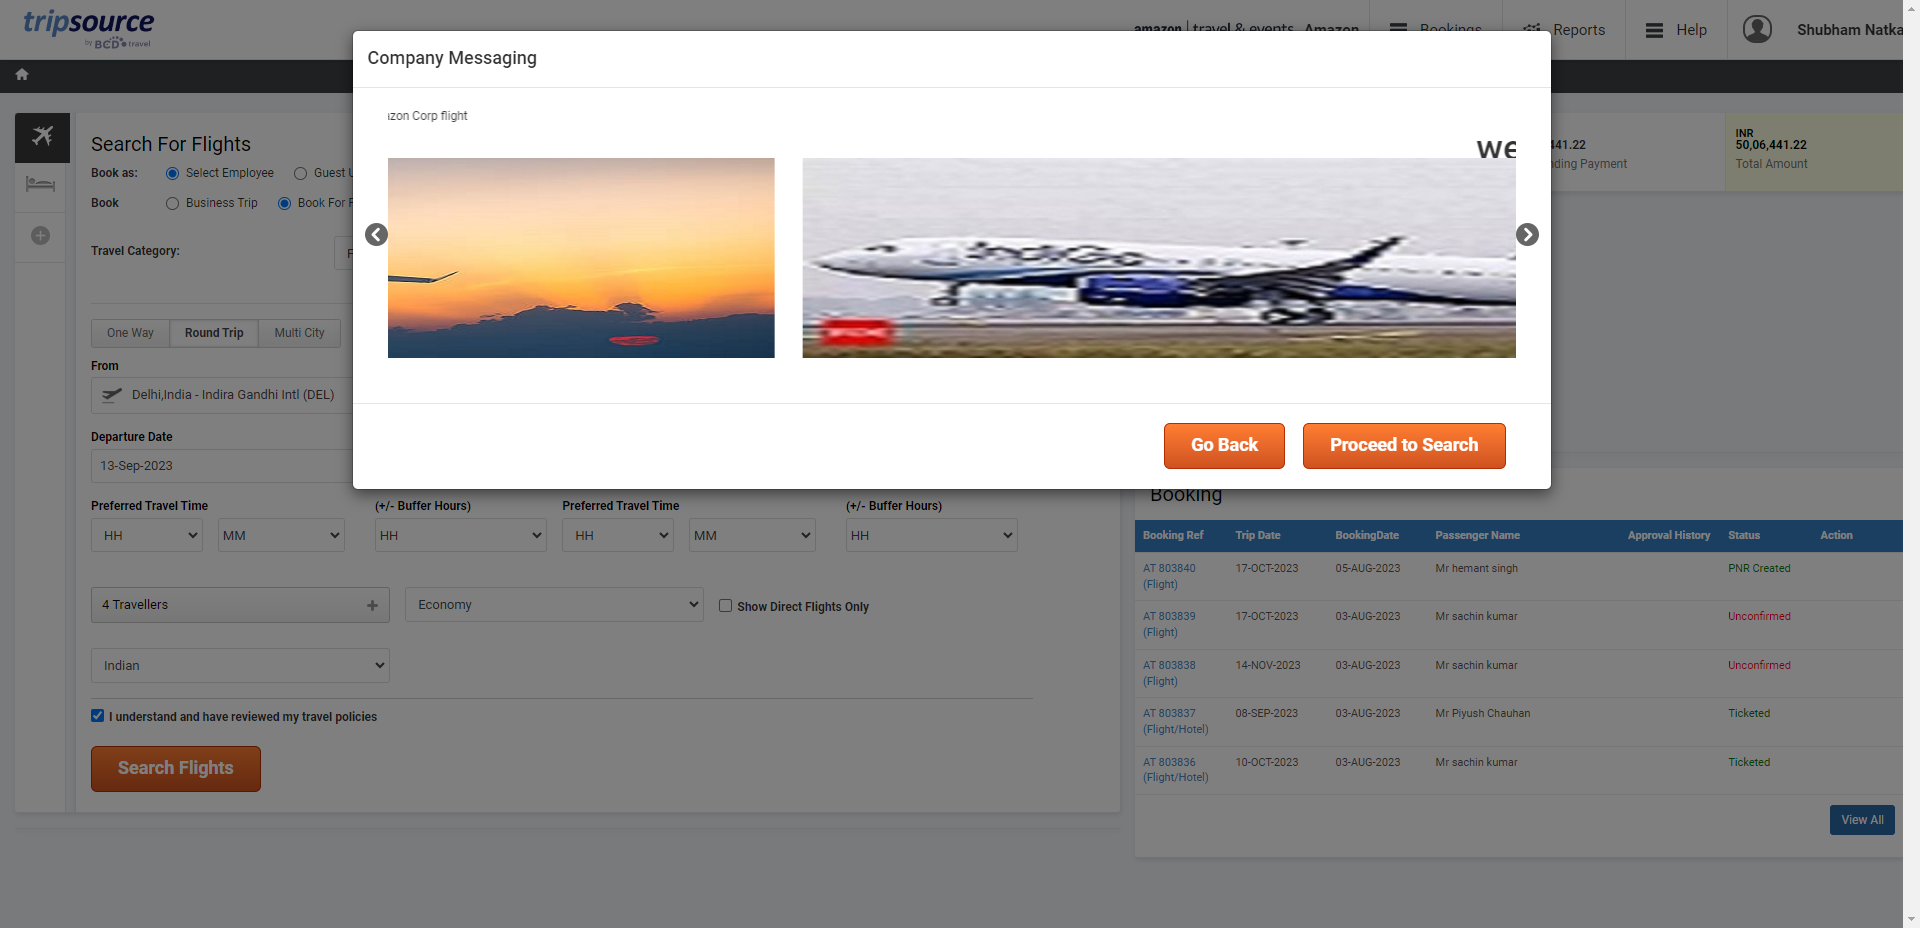 tripsource
by BCD travel
amazon travel & events Amazon
Bookings
Reports
Help
Shubham Natka
Company Messaging
zon Corp flight
we
IndiGo
Go Back
Proceed to Search
Search For Flights
Book as:
Select Employee
Guest U
Book
Business Trip
Book For
Travel Category:
One Way
Round Trip
Multi City
From
Delhi,India - Indira Gandhi Intl (DEL)
Departure Date
13-Sep-2023
Preferred Travel Time
(+/- Buffer Hours)
Preferred Travel Time
(+/- Buffer Hours)
HH
MM
HH
HH
MM
HH
4 Travellers
Economy
Show Direct Flights Only
Indian
I understand and have reviewed my travel policies
Search Flights
441.22
ding Payment
INR
50,06,441.22
Total Amount
Booking
Booking Ref Trip Date BookingDate Passenger Name Approval History Status Action
AT 803840 17-OCT-2023 05-AUG-2023 Mr hemant singh PNR Created
(Flight)
AT 803839 17-OCT-2023 03-AUG-2023 Mr sachin kumar Unconfirmed
(Flight)
AT 803838 14-NOV-2023 03-AUG-2023 Mr sachin kumar Unconfirmed
(Flight)
AT 803837 08-SEP-2023 03-AUG-2023 Mr Piyush Chauhan Ticketed
(Flight/Hotel)
AT 803836 10-OCT-2023 03-AUG-2023 Mr sachin kumar Ticketed
(Flight/Hotel)
View All